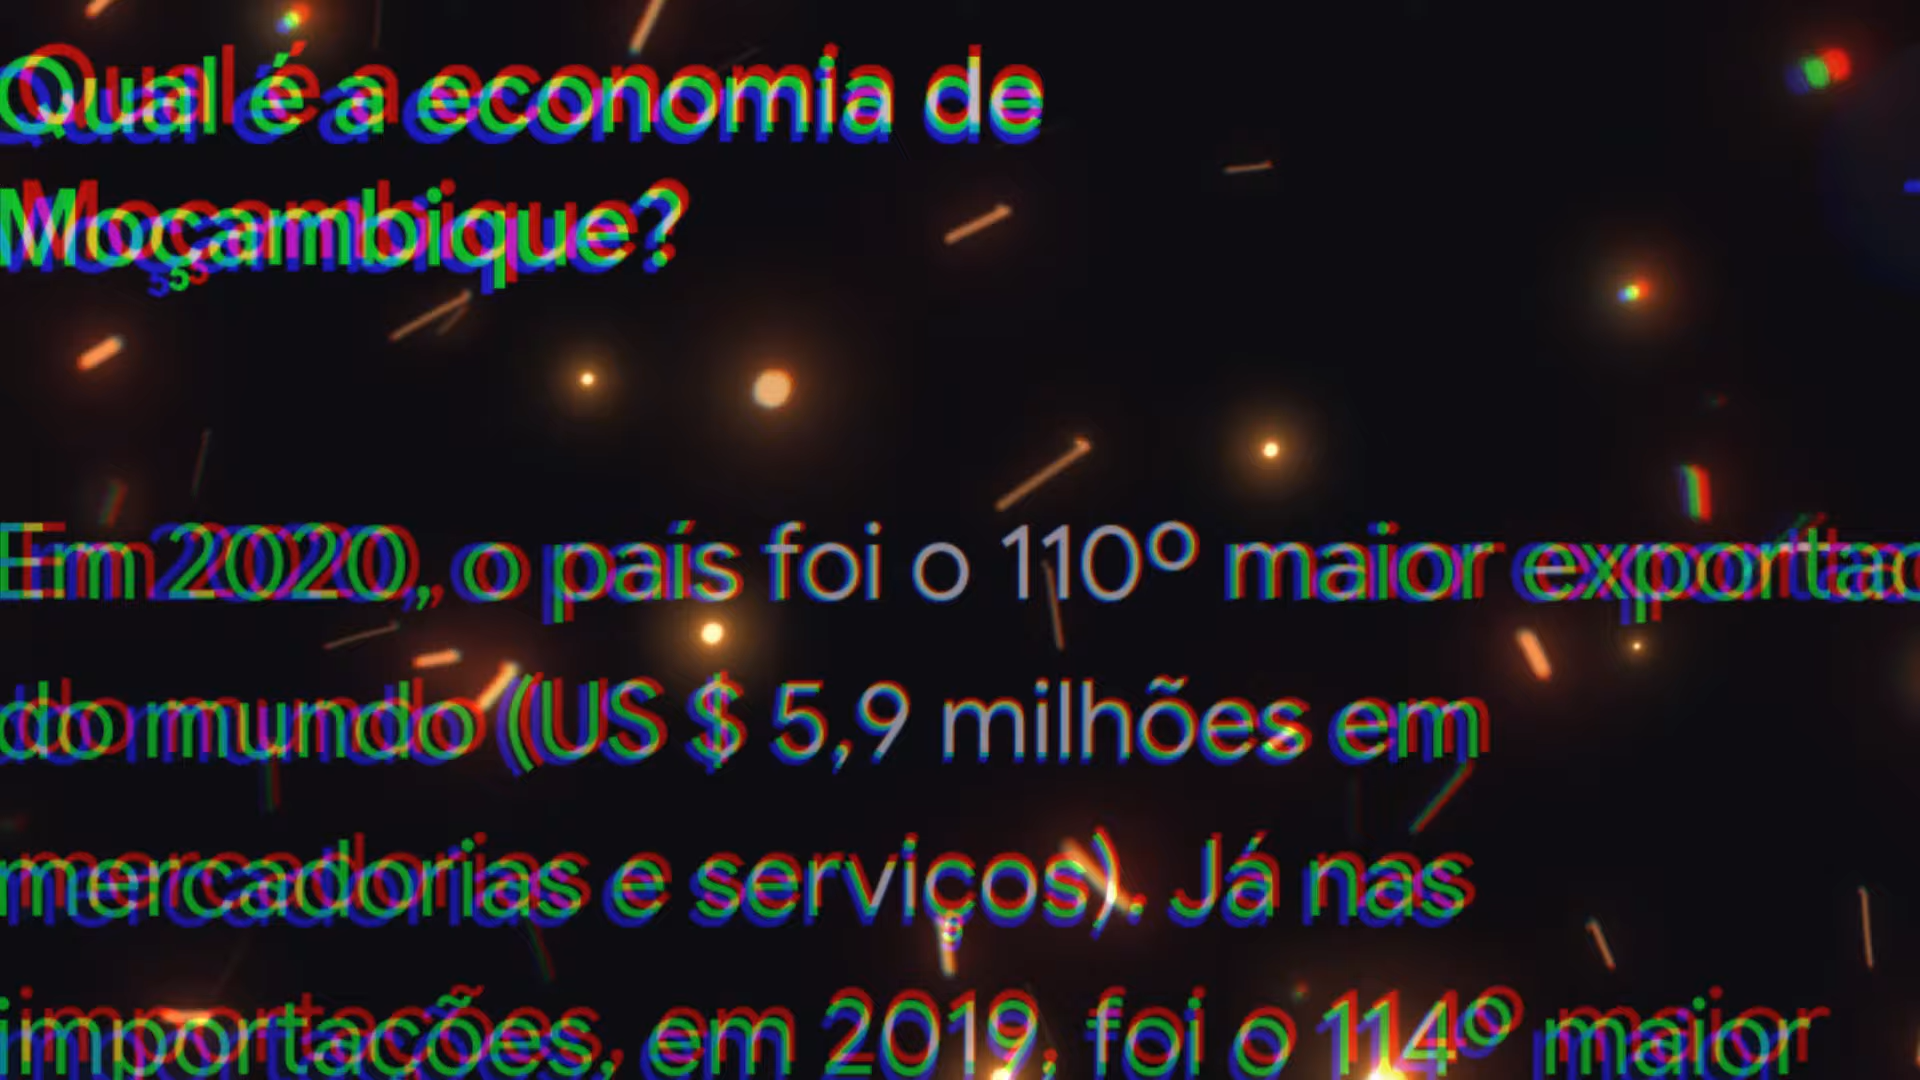 Qual é a economia de
Moçambique?
Em 2020, o país foi o 110º maior exportac
do mundo (US $ 5,9 milhões em
mercadorias e serviços). Já nas
importações, em 2019, foi o 114º maior